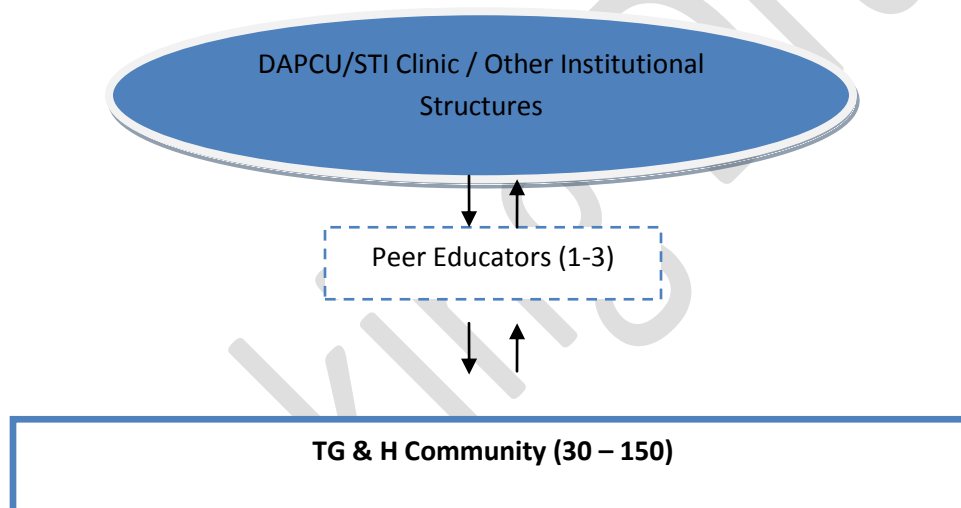 DAPCU/STI Clinic / Other Institutional
Structures
Peer Educators (1-3)
TG & H Community (30 – 150)